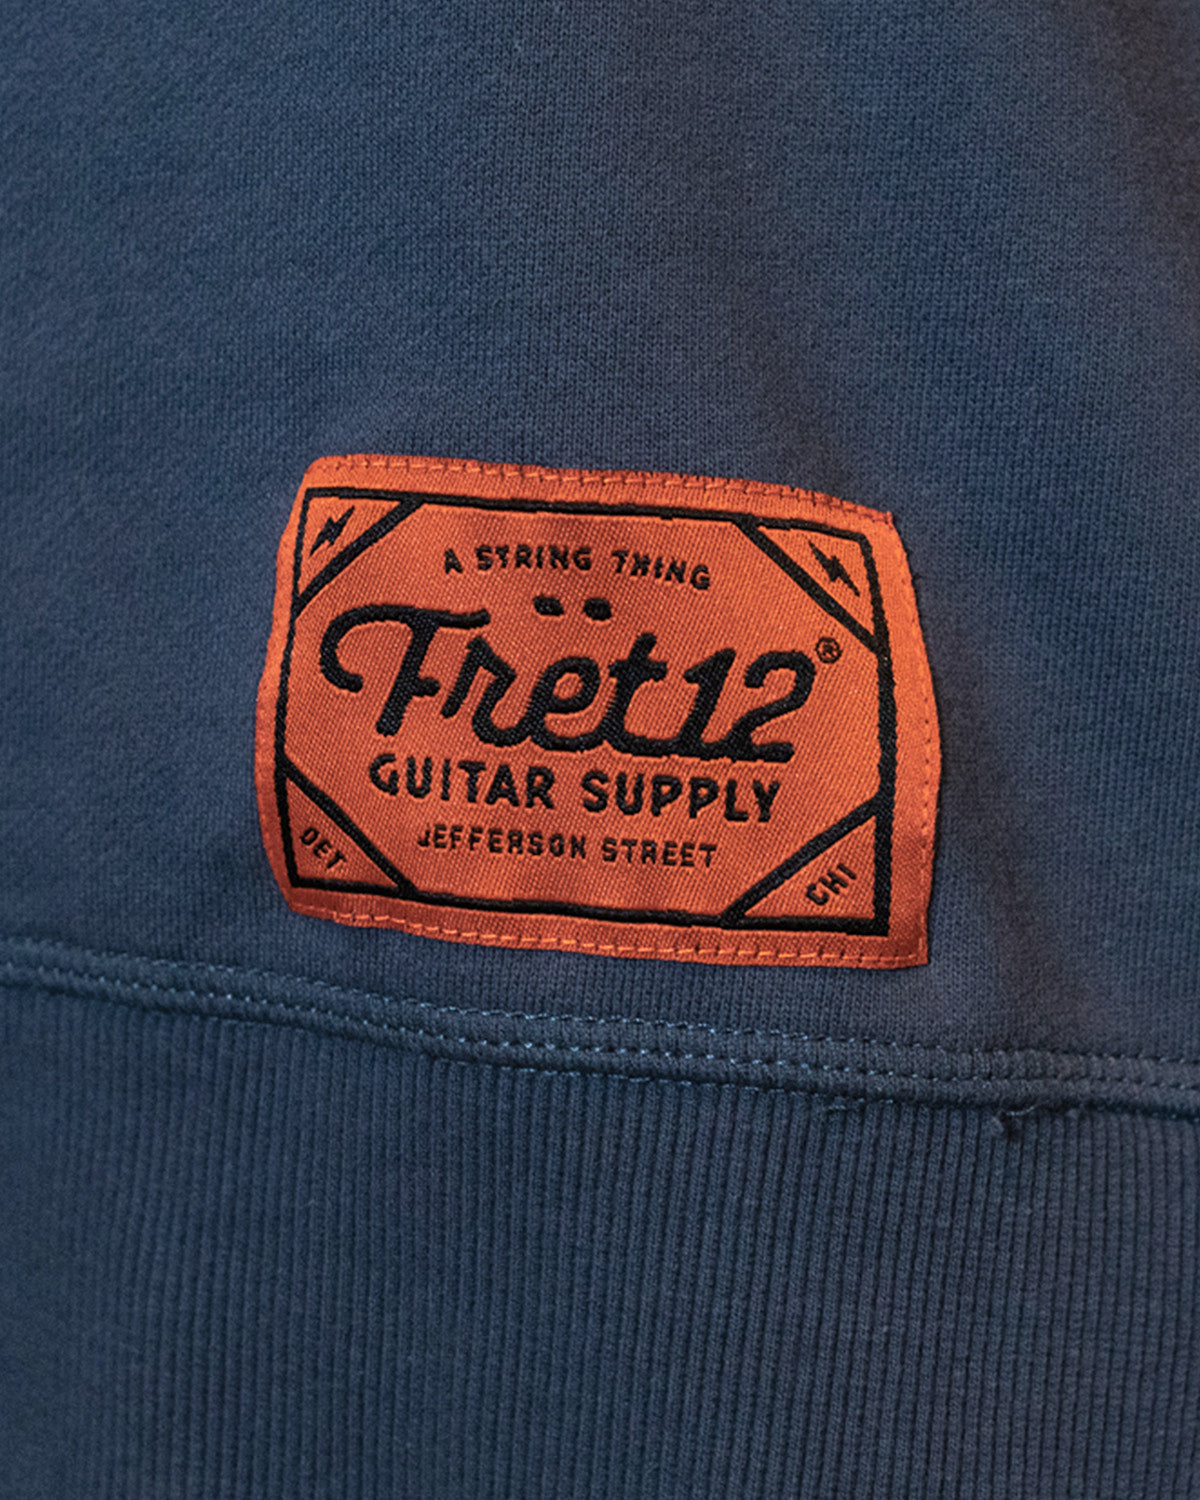 A STRING THING
Frët12®
GUITAR SUPPLY
JEFFERSON STREET
DET
CHI